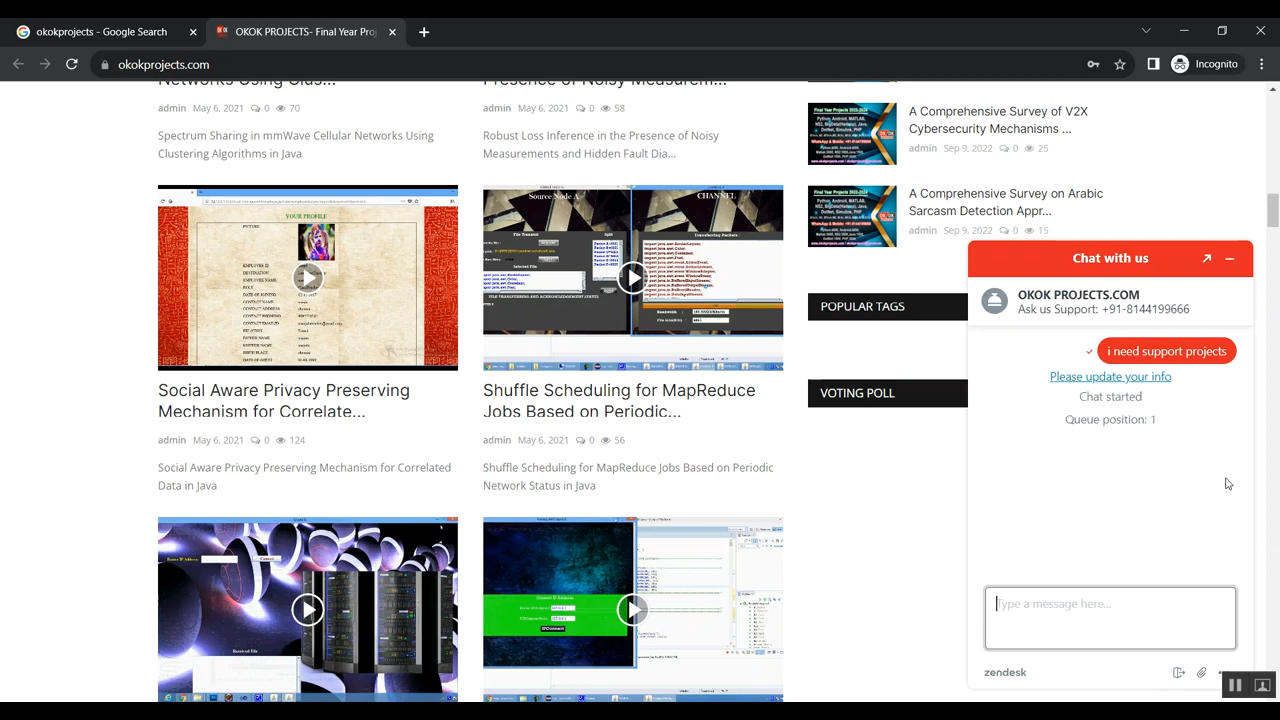 okokprojects - Google Search
OKOK PROJECTS- Final Year Proj
okokprojects.com
Incognito
Networks Using Glas...
Presence of Noisy Measurem...
admin May 6, 2021 0 70
admin May 6, 2021 0 58
Spectrum Sharing in mmWave Cellular Networks Using
Clustering Algorithms in Java
Robust Loss Inference in the Presence of Noisy
Measurements and Hidden Fault Dia...
A Comprehensive Survey of V2X
Cybersecurity Mechanisms ...
admin Sep 9, 2022 0 25
A Comprehensive Survey on Arabic
Sarcasm Detection Appr...
admin Sep 9, 2022 0 15
YOUR PROFILE
Source Node A
CHANNEL
Social Aware Privacy Preserving
Mechanism for Correlate...
admin May 6, 2021 0 124
Social Aware Privacy Preserving Mechanism for Correlated
Data in Java
Shuffle Scheduling for MapReduce
Jobs Based on Periodic...
admin May 6, 2021 0 56
Shuffle Scheduling for MapReduce Jobs Based on Periodic
Network Status in Java
POPULAR TAGS
VOTING POLL
Chat with us
OKOK PROJECTS.COM
Ask us Support: +91- 8144199666
i need support projects
Please update your info
Chat started
Queue position: 1
Type a message here...
zendesk